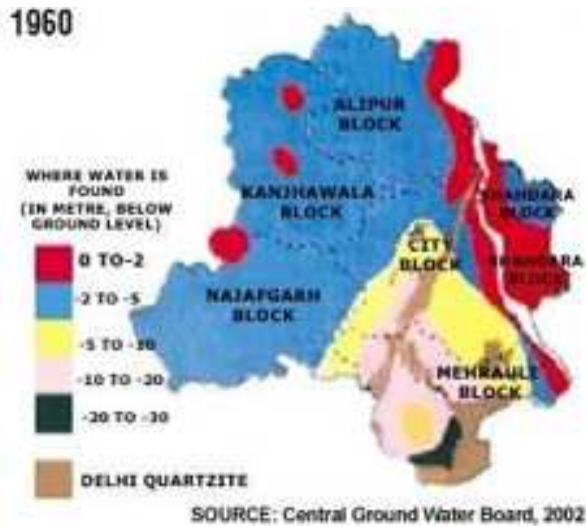 1960
ALIPUR
BLOCK
WHERE WATER IS
FOUND
(IN METRE, BELOW
GROUND LEVEL)
0 TO-2
-2 TO -5
-5 TO -10
-10 TO -20
-20 TO -30
DELHI QUARTZITE
KANJHAWALA
BLOCK
SHAHDARA
BLOCK
CITY
BLOCK
SHAHDARA
BLOCK
NAJAFGARH
BLOCK
MEHRAULI
BLOCK
SOURCE: Central Ground Water Board, 2002